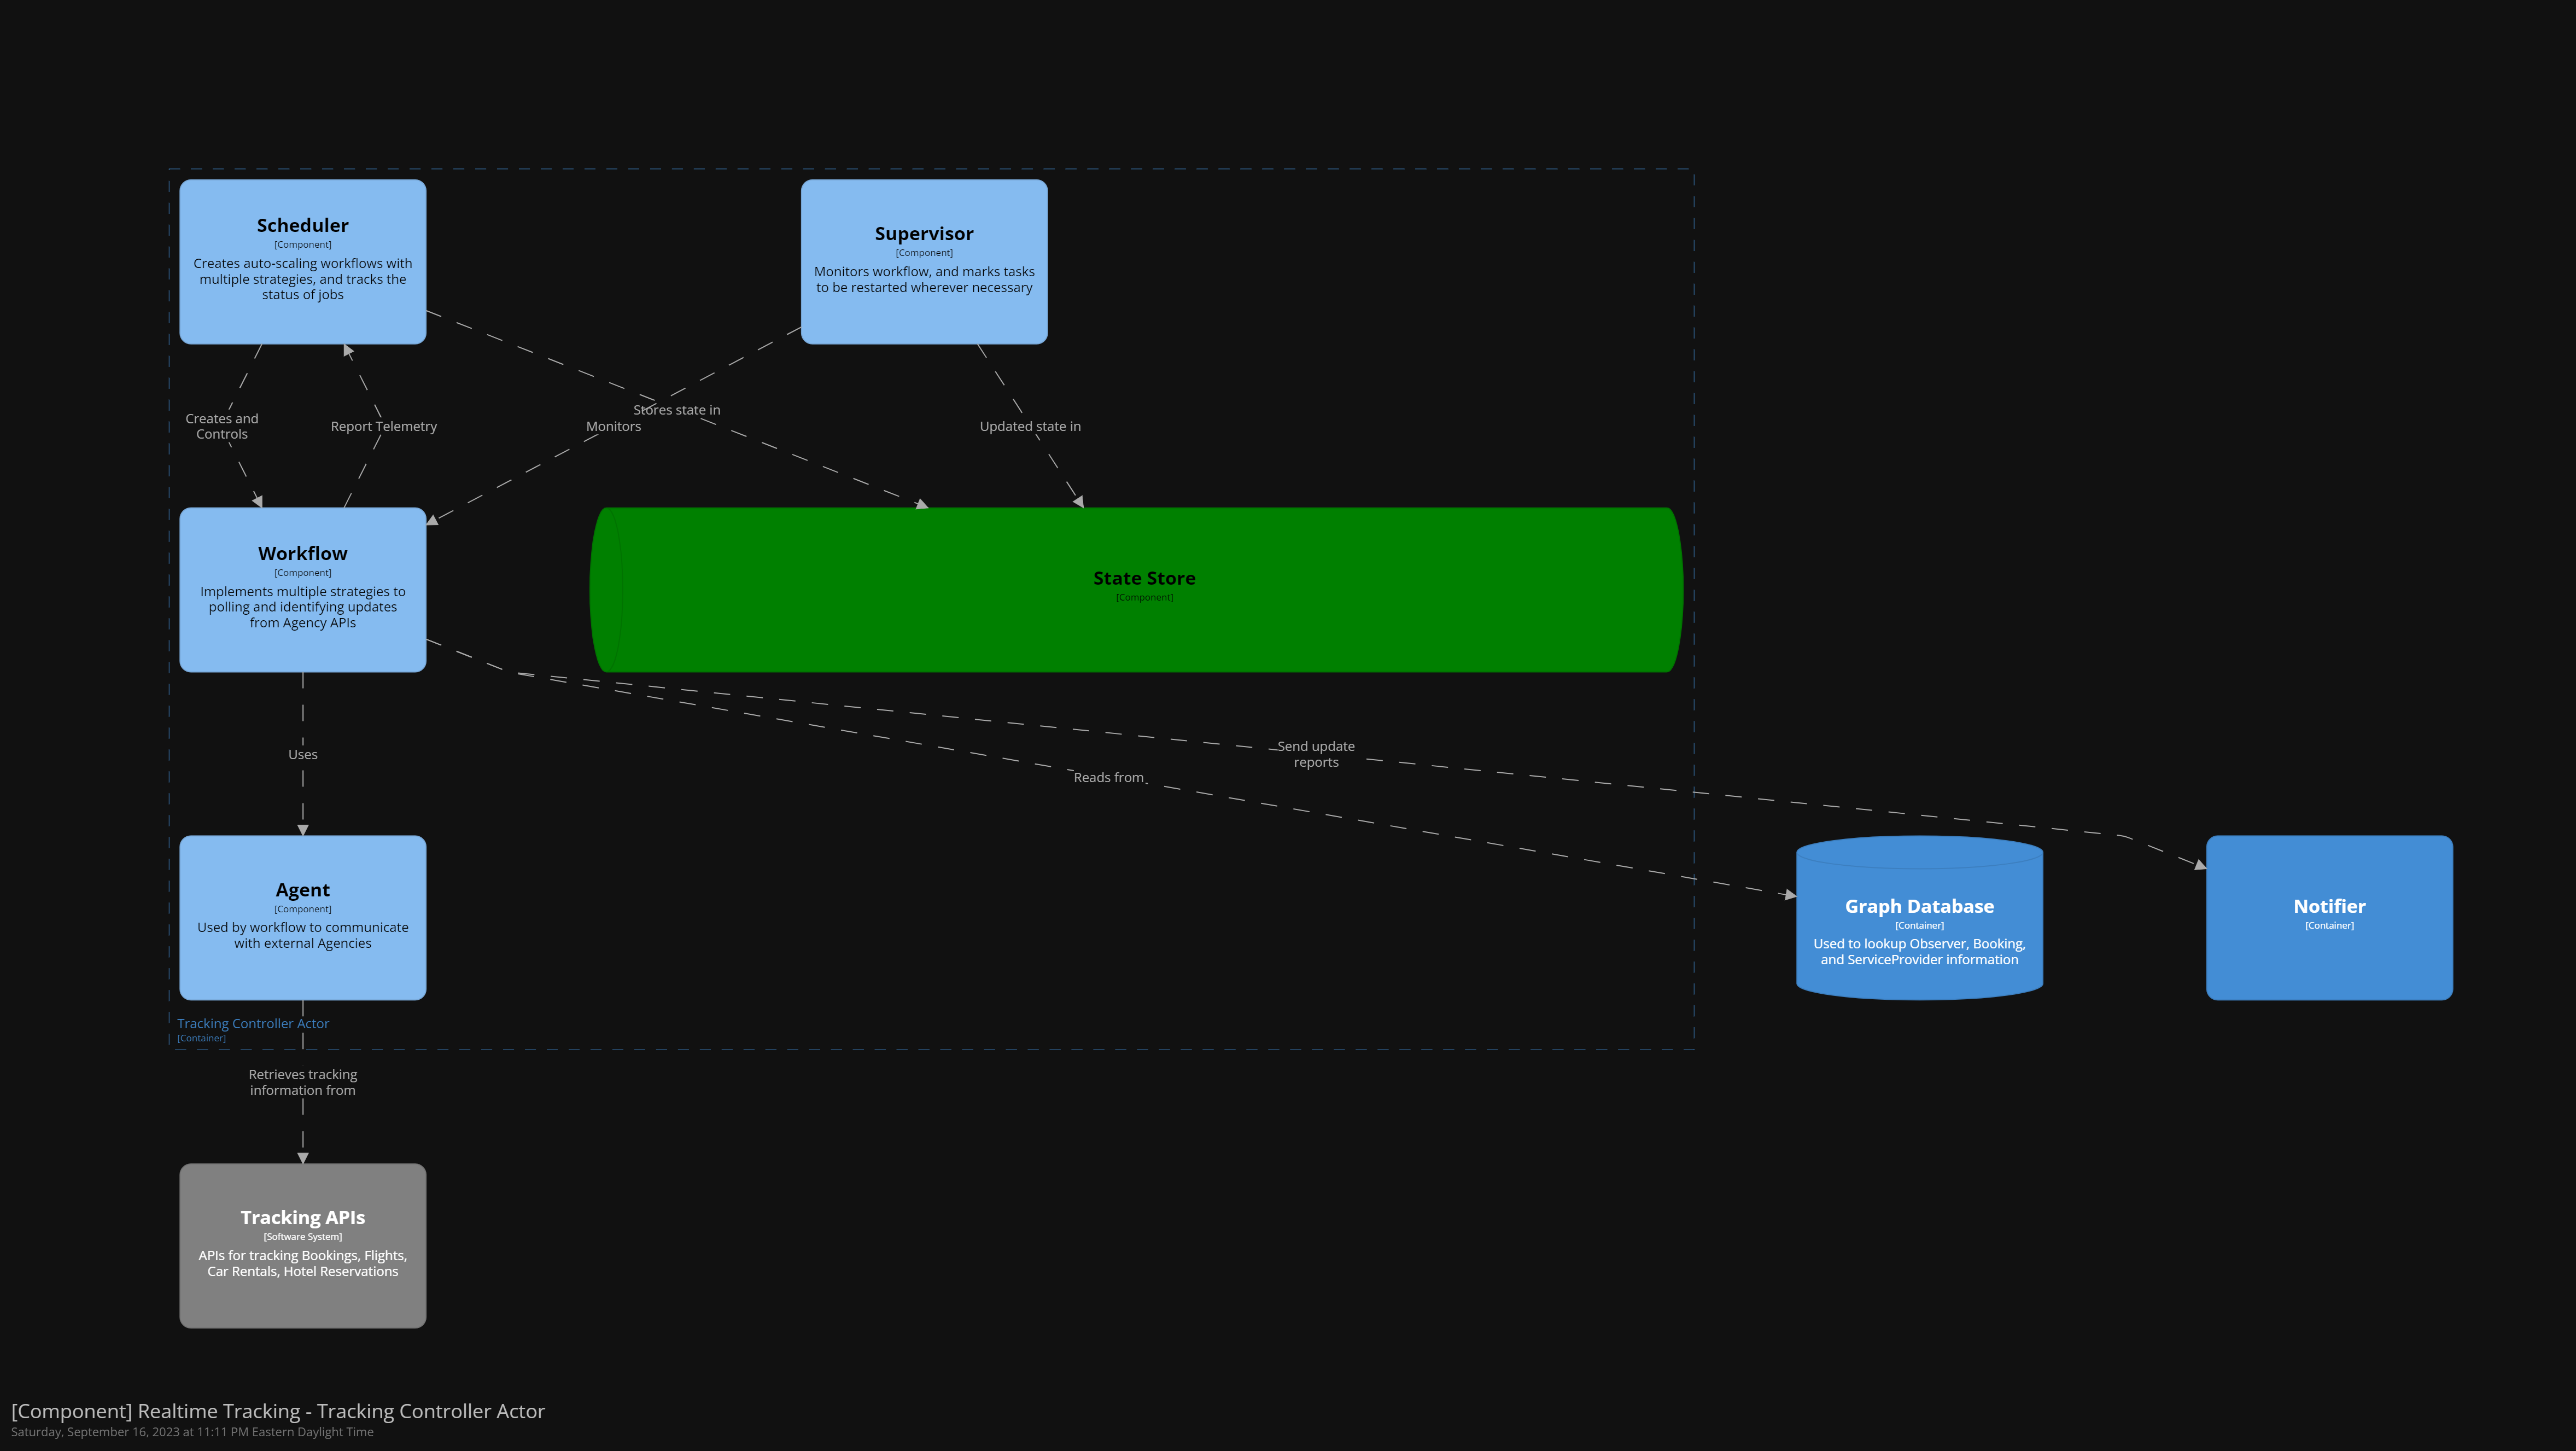 Scheduler
[Component]
Creates auto-scaling workflows with
multiple strategies, and tracks the
status of jobs
Supervisor
[Component]
Monitors workflow, and marks tasks
to be restarted wherever necessary
Creates and
Controls
Report Telemetry
Stores state in
Monitors
Updated state in
Workflow
[Component]
Implements multiple strategies to
polling and identifying updates
from Agency APIs
State Store
[Component]
Uses
Send update
reports
Reads from
Agent
[Component]
Used by workflow to communicate
with external Agencies
Graph Database
[Container]
Used to lookup Observer, Booking,
and ServiceProvider information
Notifier
[Container]
Tracking Controller Actor
[Container]
Retrieves tracking
information from
Tracking APIs
[Software System]
APIs for tracking Bookings, Flights,
Car Rentals, Hotel Reservations
[Component] Realtime Tracking - Tracking Controller Actor
Saturday, September 16, 2023 at 11:11 PM Eastern Daylight Time